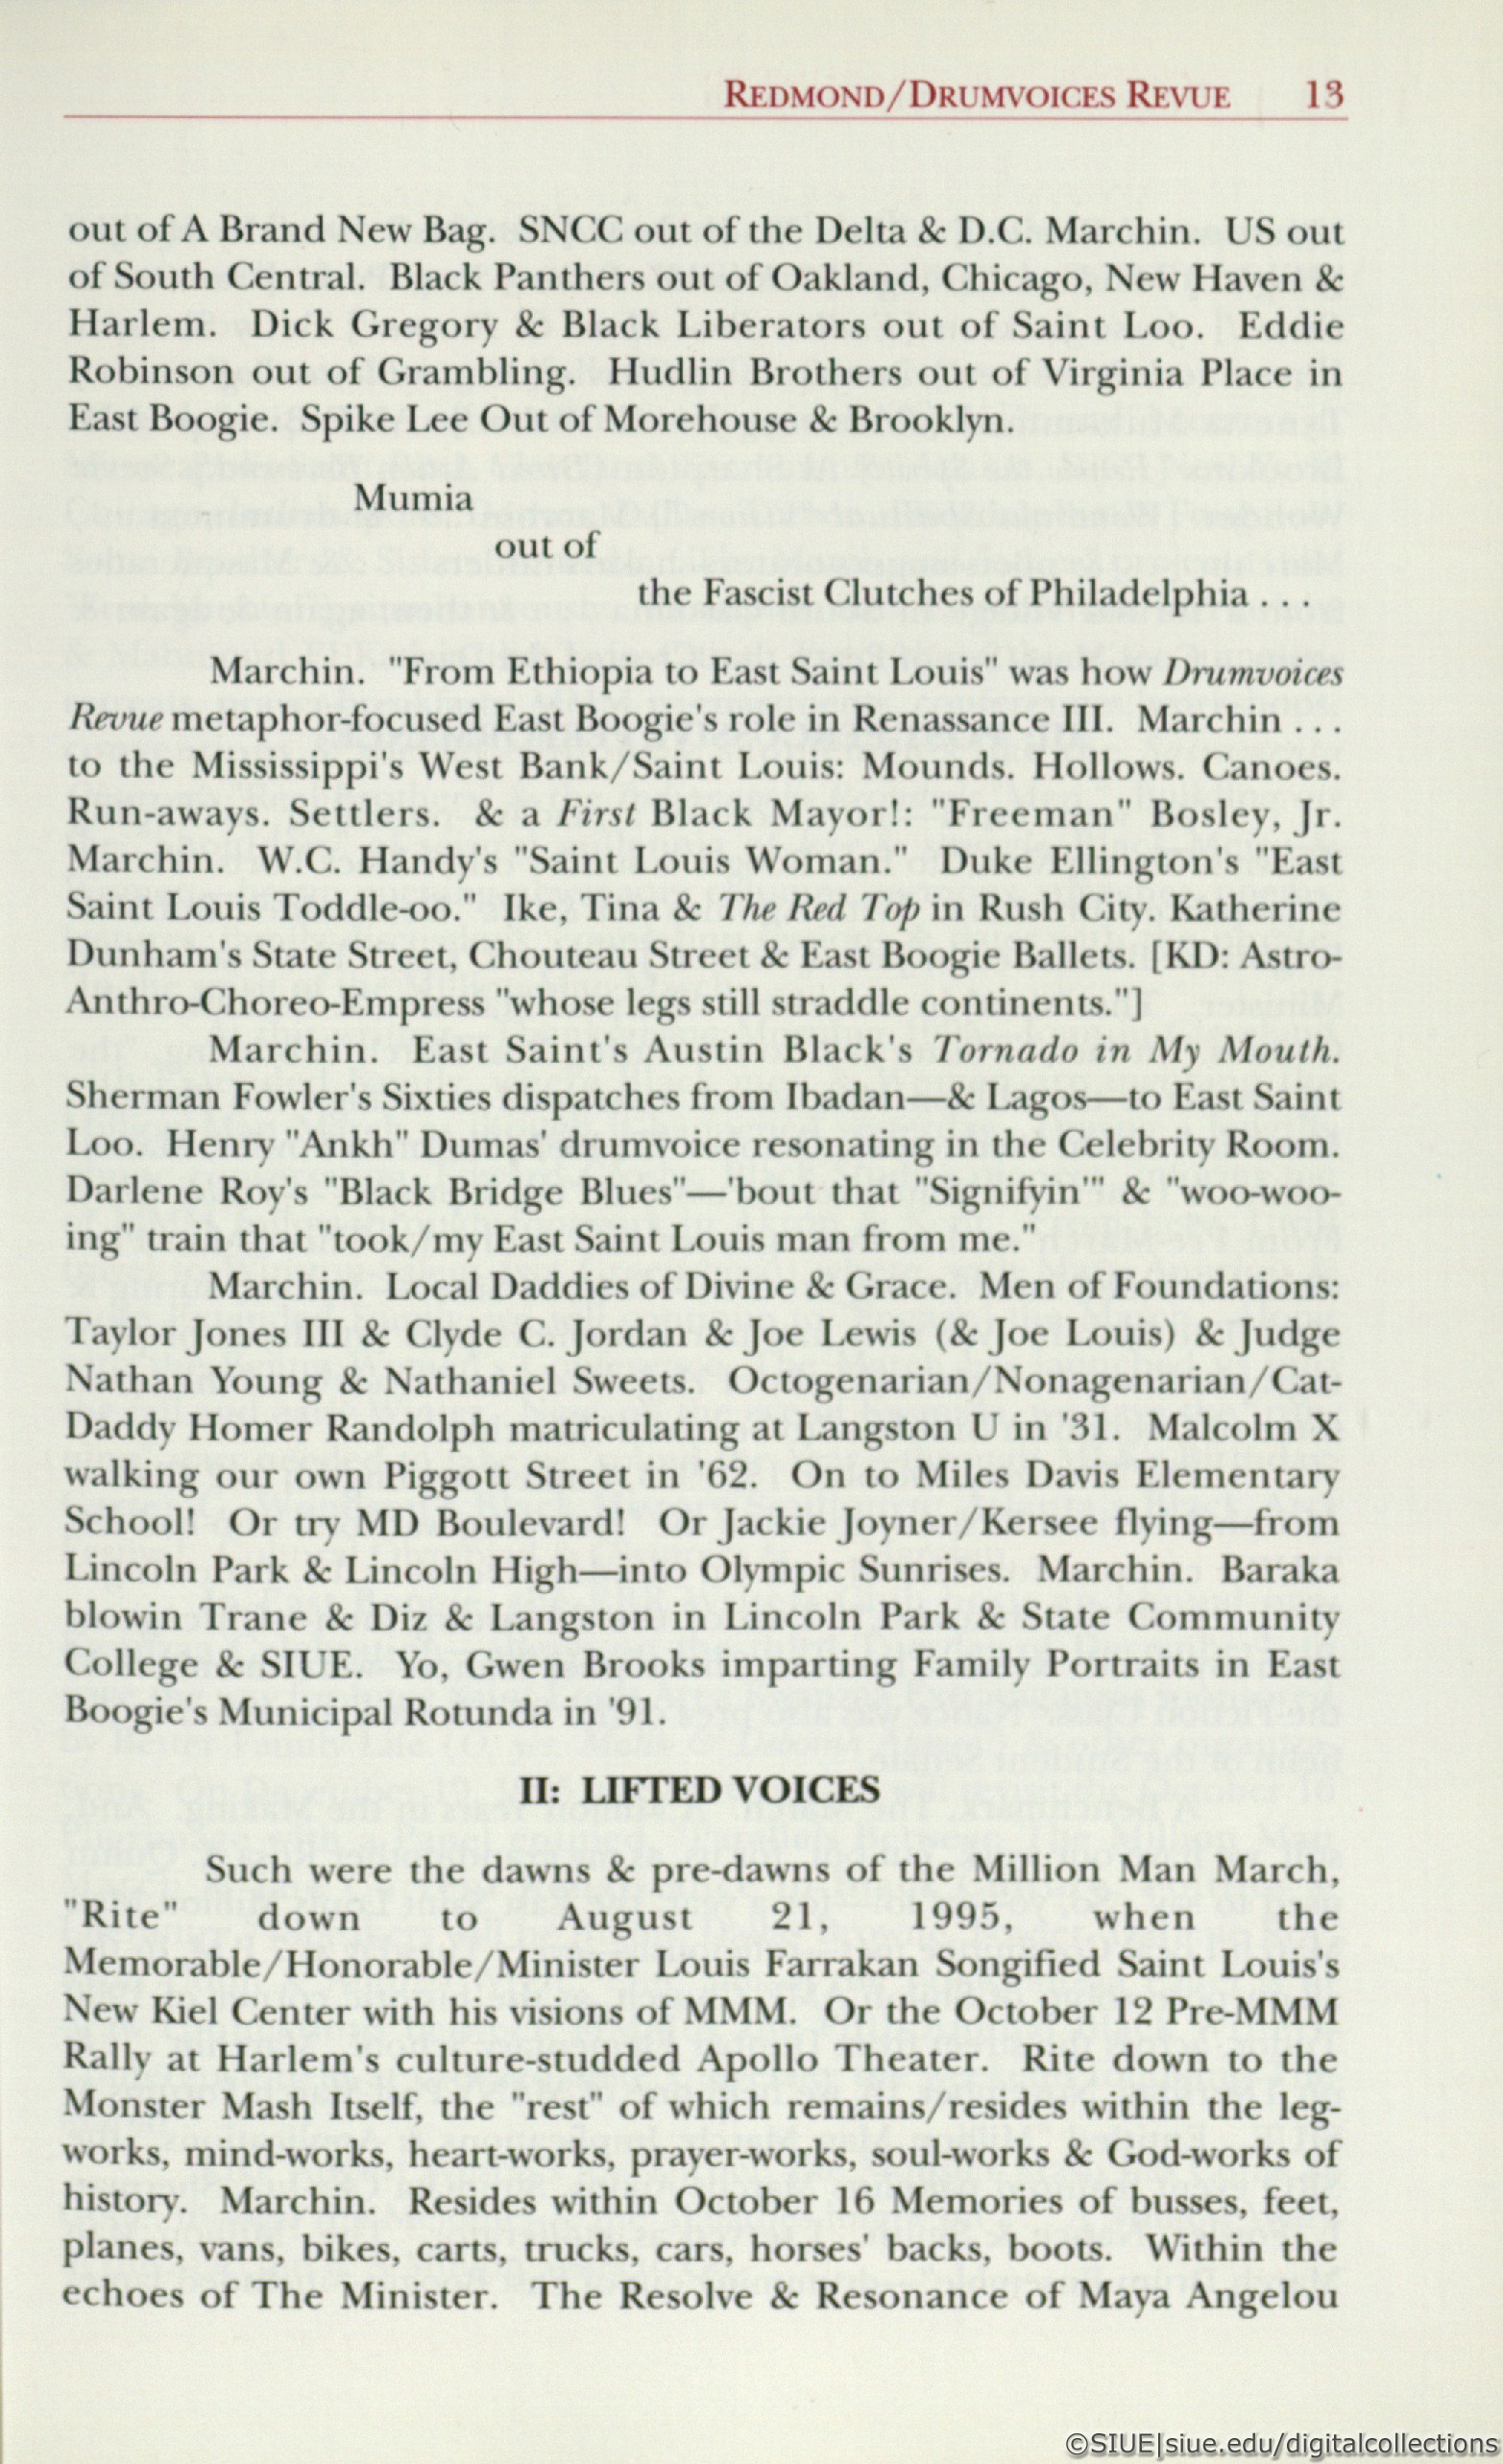 REDMOND/DRUMVOICES REVUE 13
out of A Brand New Bag. SNCC out of the Delta & D.C. Marchin. US out
of South Central. Black Panthers out of Oakland, Chicago, New Haven &
Harlem. Dick Gregory & Black Liberators out of Saint Loo. Eddie
Robinson out of Grambling. Hudlin Brothers out of Virginia Place in
East Boogie. Spike Lee Out of Morehouse & Brooklyn.
Mumia
out of
the Fascist Clutches of Philadelphia . . .
Marchin. "From Ethiopia to East Saint Louis" was how Drumvoices
Revue metaphor-focused East Boogie's role in Renassance III. Marchin . . .
to the Mississippi's West Bank/Saint Louis: Mounds. Hollows. Canoes.
Run-aways. Settlers. & a First Black Mayor!: "Freeman" Bosley, Jr.
Marchin. W.C. Handy's "Saint Louis Woman." Duke Ellington's "East
Saint Louis Toddle-oo." Ike, Tina & The Red Top in Rush City. Katherine
Dunham's State Street, Chouteau Street & East Boogie Ballets. [KD: Astro-
Anthro-Choreo-Empress "whose legs still straddle continents."]
Marchin. East Saint's Austin Black's Tornado in My Mouth.
Sherman Fowler's Sixties dispatches from Ibadan—& Lagos—to East Saint
Loo. Henry "Ankh" Dumas' drumvoice resonating in the Celebrity Room.
Darlene Roy's "Black Bridge Blues"—'bout that "Signifyin'" & "woo-woo-
ing" train that "took/my East Saint Louis man from me."
Marchin. Local Daddies of Divine & Grace. Men of Foundations:
Taylor Jones III & Clyde C. Jordan & Joe Lewis (& Joe Louis) & Judge
Nathan Young & Nathaniel Sweets. Octogenarian/Nonagenarian/Cat-
Daddy Homer Randolph matriculating at Langston U in '31. Malcolm X
walking our own Piggott Street in '62. On to Miles Davis Elementary
School! Or try MD Boulevard! Or Jackie Joyner/Kersee flying—from
Lincoln Park & Lincoln High—into Olympic Sunrises. Marchin. Baraka
blowin Trane & Diz & Langston in Lincoln Park & State Community
College & SIUE. Yo, Gwen Brooks imparting Family Portraits in East
Boogie's Municipal Rotunda in '91.
II: LIFTED VOICES
Such were the dawns & pre-dawns of the Million Man March,
"Rite" down to August 21, 1995, when the
Memorable/Honorable/Minister Louis Farrakan Songified Saint Louis's
New Kiel Center with his visions of MMM. Or the October 12 Pre-MMM
Rally at Harlem's culture-studded Apollo Theater. Rite down to the
Monster Mash Itself, the "rest" of which remains/resides within the leg-
works, mind-works, heart-works, prayer-works, soul-works & God-works of
history. Marchin. Resides within October 16 Memories of busses, feet,
planes, vans, bikes, carts, trucks, cars, horses' backs, boots. Within the
echoes of The Minister. The Resolve & Resonance of Maya Angelou
©SIUE|siue.edu/digitalcollections